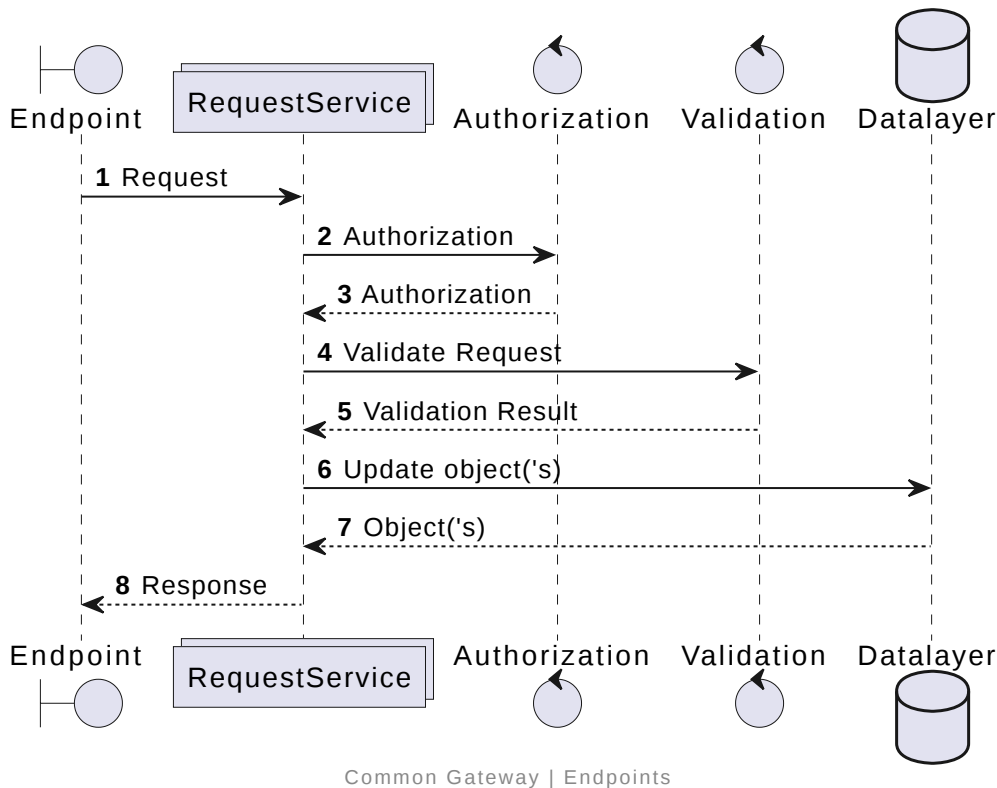 Endpoint RequestService Authorization Validation Datalayer
1 Request
2 Authorization
3 Authorization
4 Validate Request
5 Validation Result
6 Update object('s)
7 Object('s)
8 Response
Endpoint RequestService Authorization Validation Datalayer
Common Gateway | Endpoints